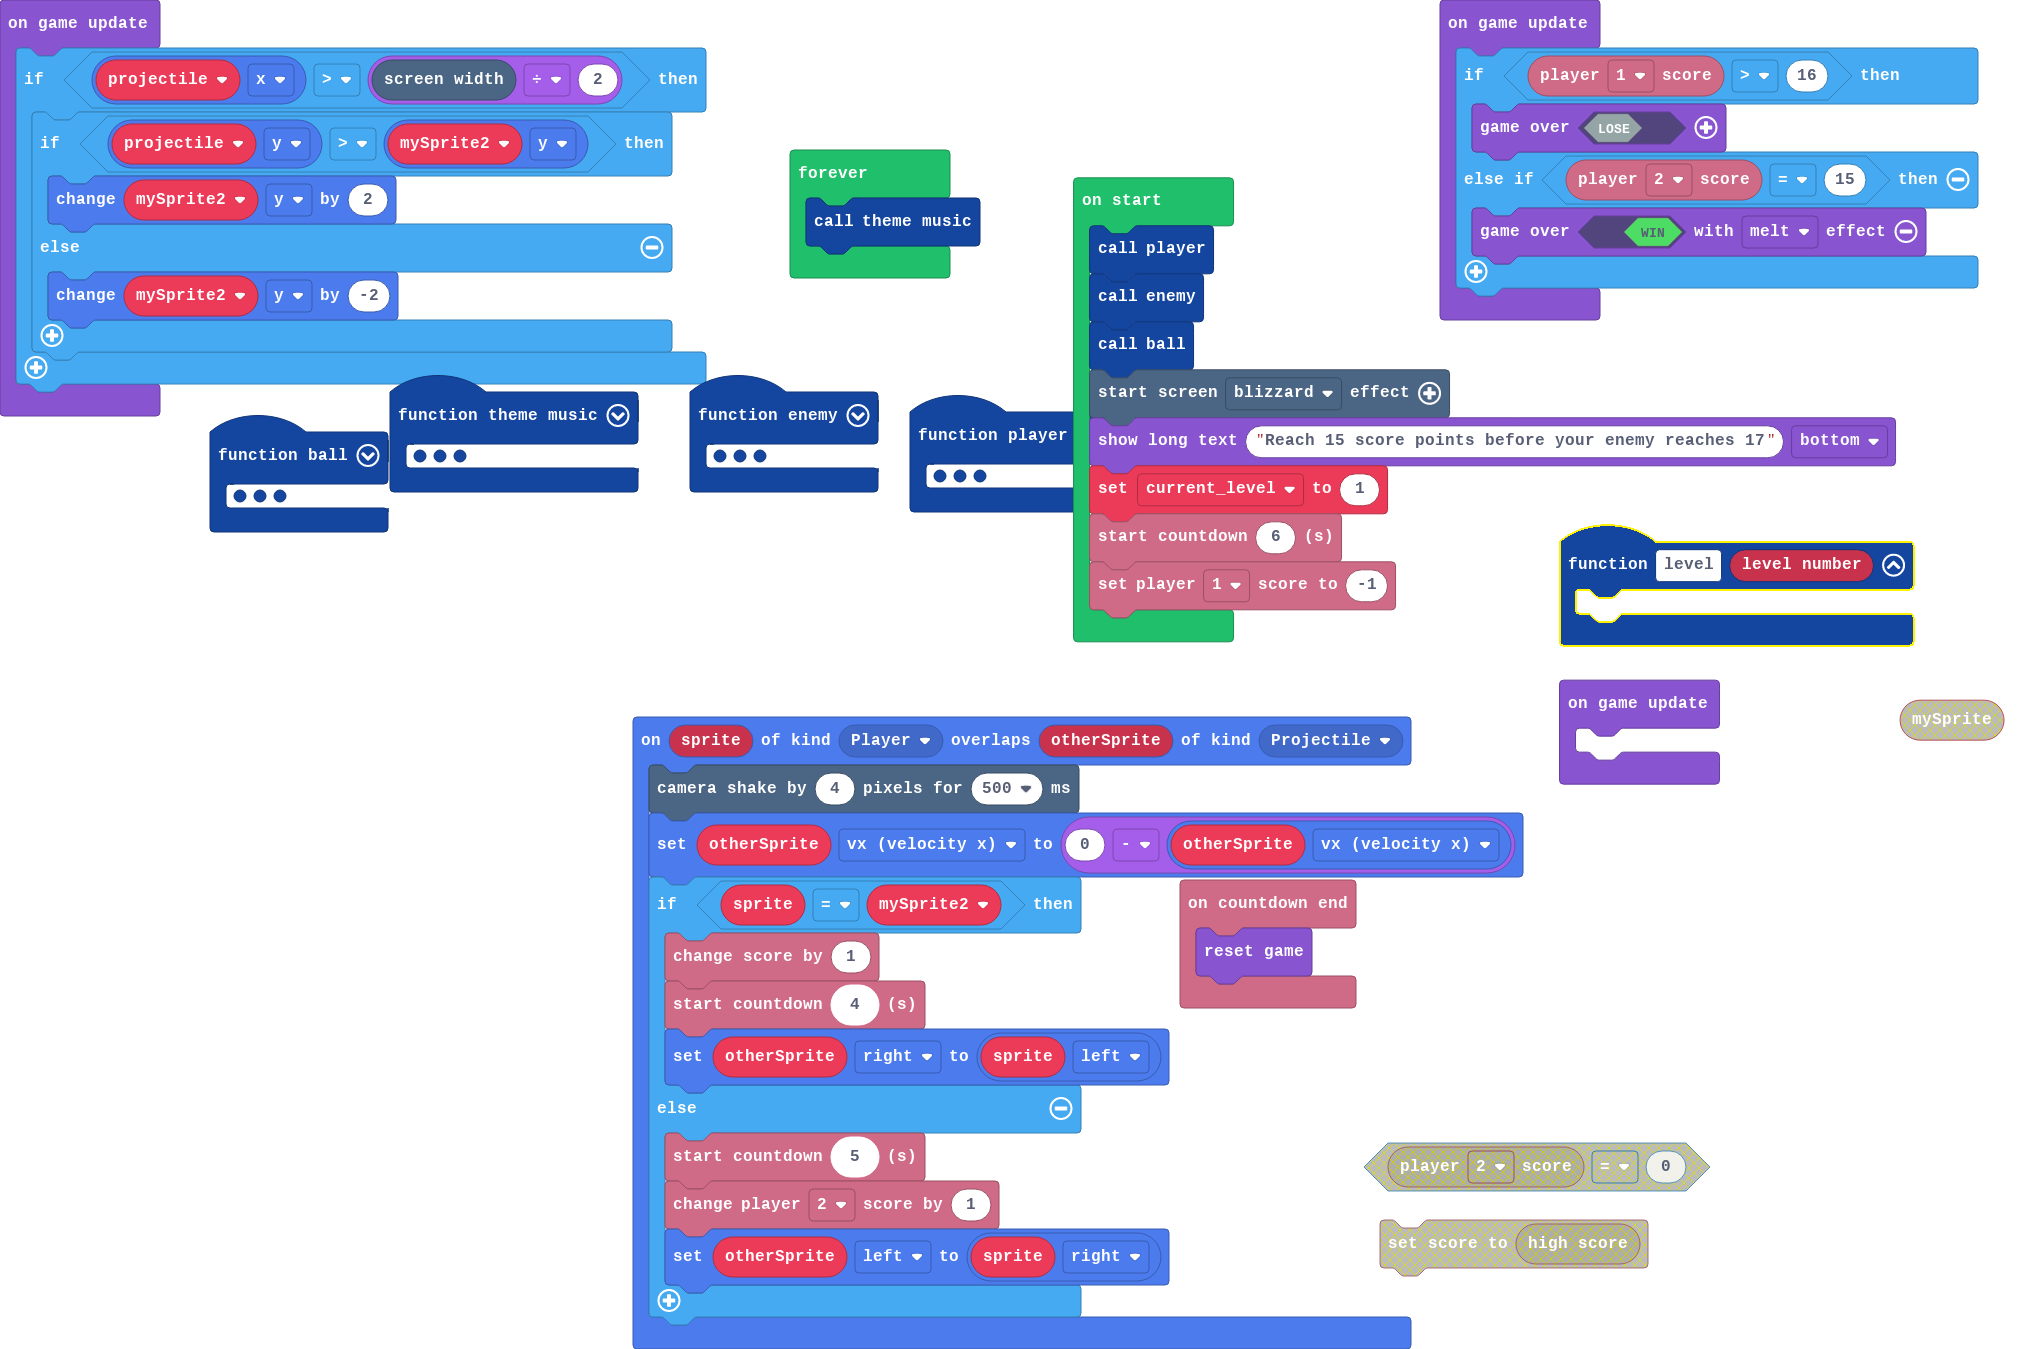 on game update
if projectile x > screen width ÷ 2 then
if projectile y > mySprite2 y then
change mySprite2 y by 2
else
change mySprite2 y by -2
function ball
function theme music
function enemy
function player
forever
call theme music
on start
call player
call enemy
call ball
start screen blizzard effect
show long text "Reach 15 score points before your enemy reaches 17" bottom
set current_level to 1
start countdown 6 (s)
set player 1 score to -1
on game update
if player 1 score > 16 then
game over LOSE
else if player 2 score = 15 then
game over WIN with melt effect
function level level number
on game update
mySprite
on sprite of kind Player overlaps otherSprite of kind Projectile
camera shake by 4 pixels for 500 ms
set otherSprite vx (velocity x) to 0 - otherSprite vx (velocity x)
if sprite = mySprite2 then
change score by 1
start countdown 4 (s)
set otherSprite right to sprite left
else
start countdown 5 (s)
change player 2 score by 1
set otherSprite left to sprite right
on countdown end
reset game
player 2 score = 0
set score to high score